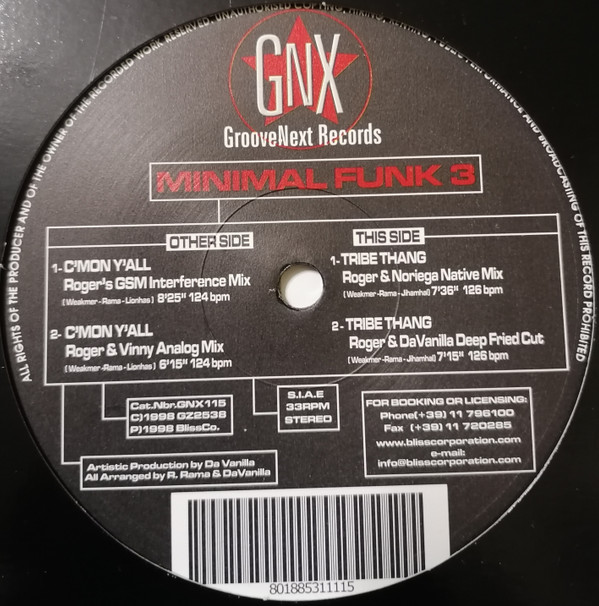 ALL RIGHTS OF THE PRODUCER AND OF THE OWNER OF THE RECORDED WORK RESERVED. UNAUTHORISED COPYING,
PERFORMANCE AND BROADCASTING OF THIS RECORD PROHIBITED
GNX
GrooveNext Records
MINIMAL FUNK 3
OTHER SIDE
1- C'MON Y'ALL
Roger's GSM Interference Mix
(Weakmer-Rama-Lionhas) 8'25" 124 bpm
2- C'MON Y'ALL
Roger & Vinny Analog Mix
(Weakmer-Rama-Lionhas) 6'15" 124 bpm
THIS SIDE
1- TRIBE THANG
Roger & Noriega Native Mix
(Weakmer-Rama-Jihamhal) 7'36" 126 bpm
2- TRIBE THANG
Roger & DaVanilla Deep Fried Cut
(Weakmer-Rama-Jihamhal) 7'15" 126 bpm
Cat.Nbr.GNX115
C)1998 GZ2538
P)1998 BlissCo.
S.I.A.E
33RPM
STEREO
FOR BOOKING OR LICENSING:
Phone(+39) 11 796100
Fax (+39) 11 720285
www.blisscorporation.com
e-mail:
info@blisscorporation.com
Artistic Production by Da Vanilla
All Arranged by R. Rama & DaVanilla
801885311115